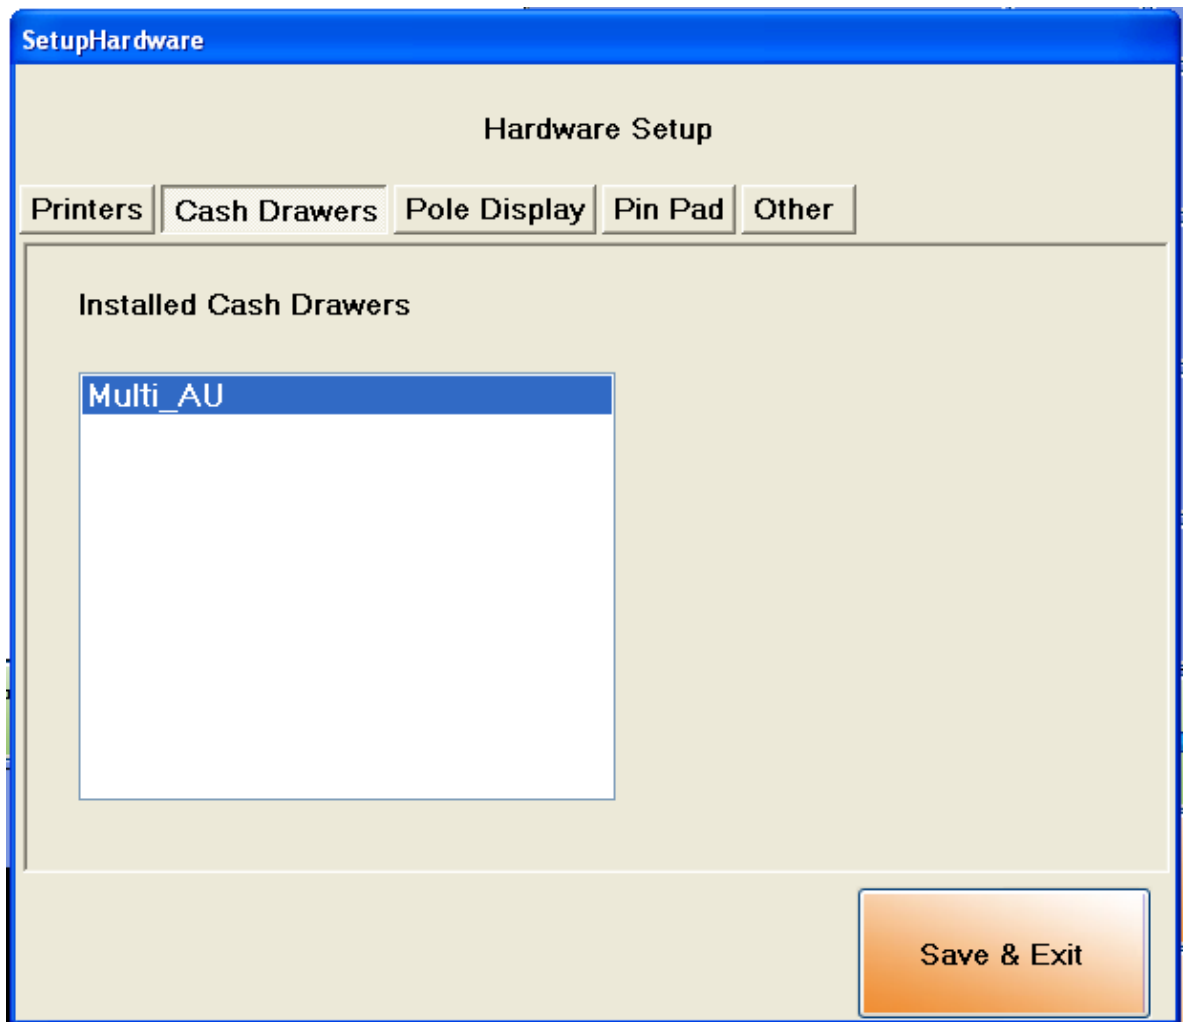 SetupHardware
Hardware Setup
Printers Cash Drawers Pole Display Pin Pad Other
Installed Cash Drawers
Multi_AU
Save & Exit